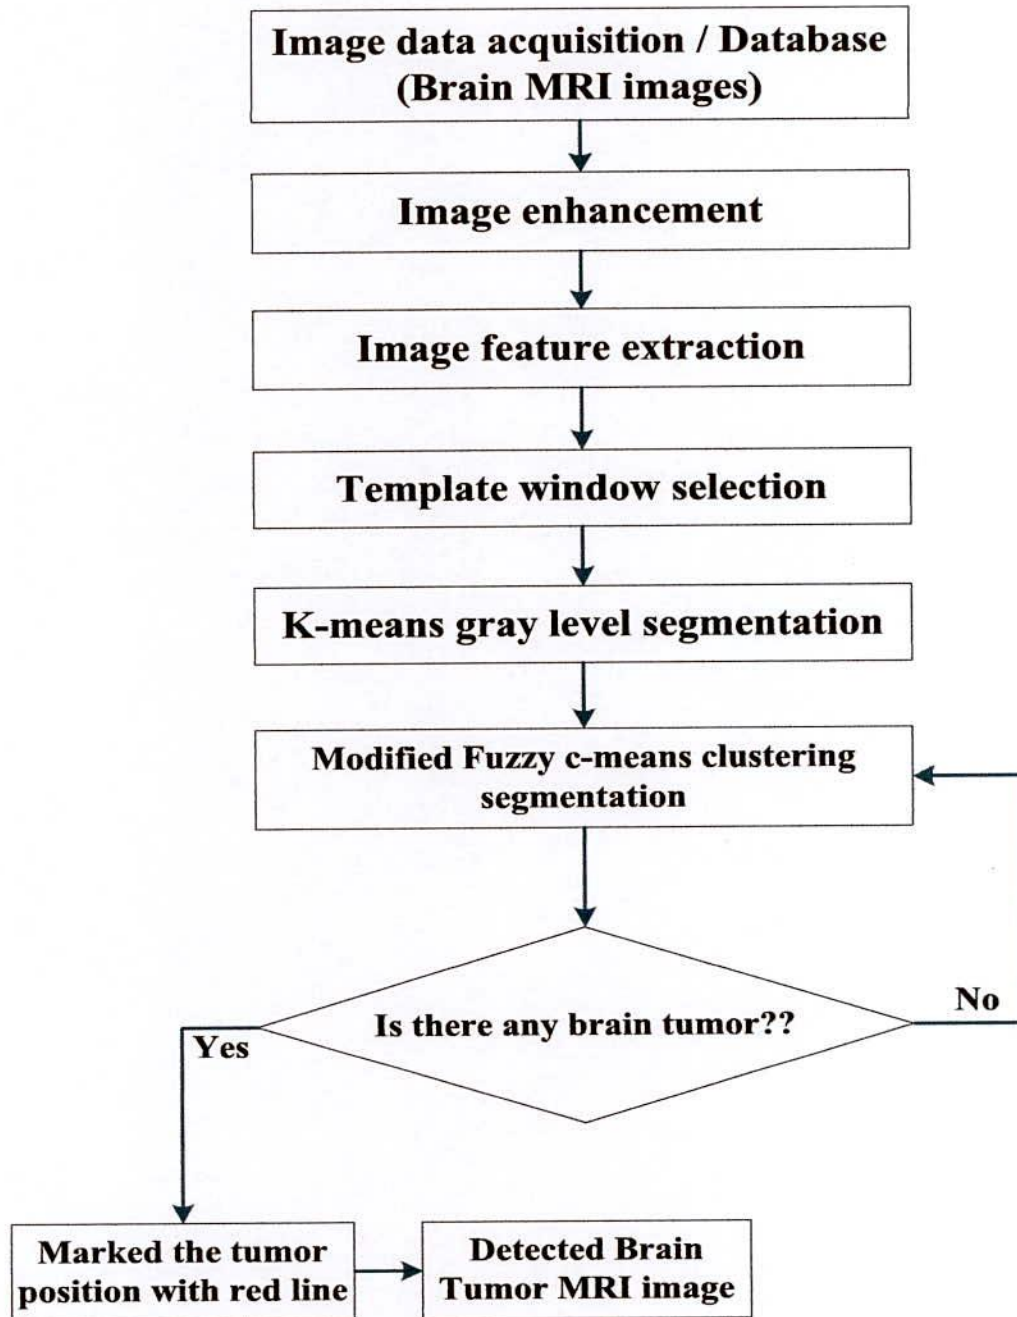 Image data acquisition / Database
(Brain MRI images)
Image enhancement
Image feature extraction
Template window selection
K-means gray level segmentation
Modified Fuzzy c-means clustering
segmentation
Is there any brain tumor??
No
Yes
Marked the tumor
position with red line
Detected Brain
Tumor MRI image